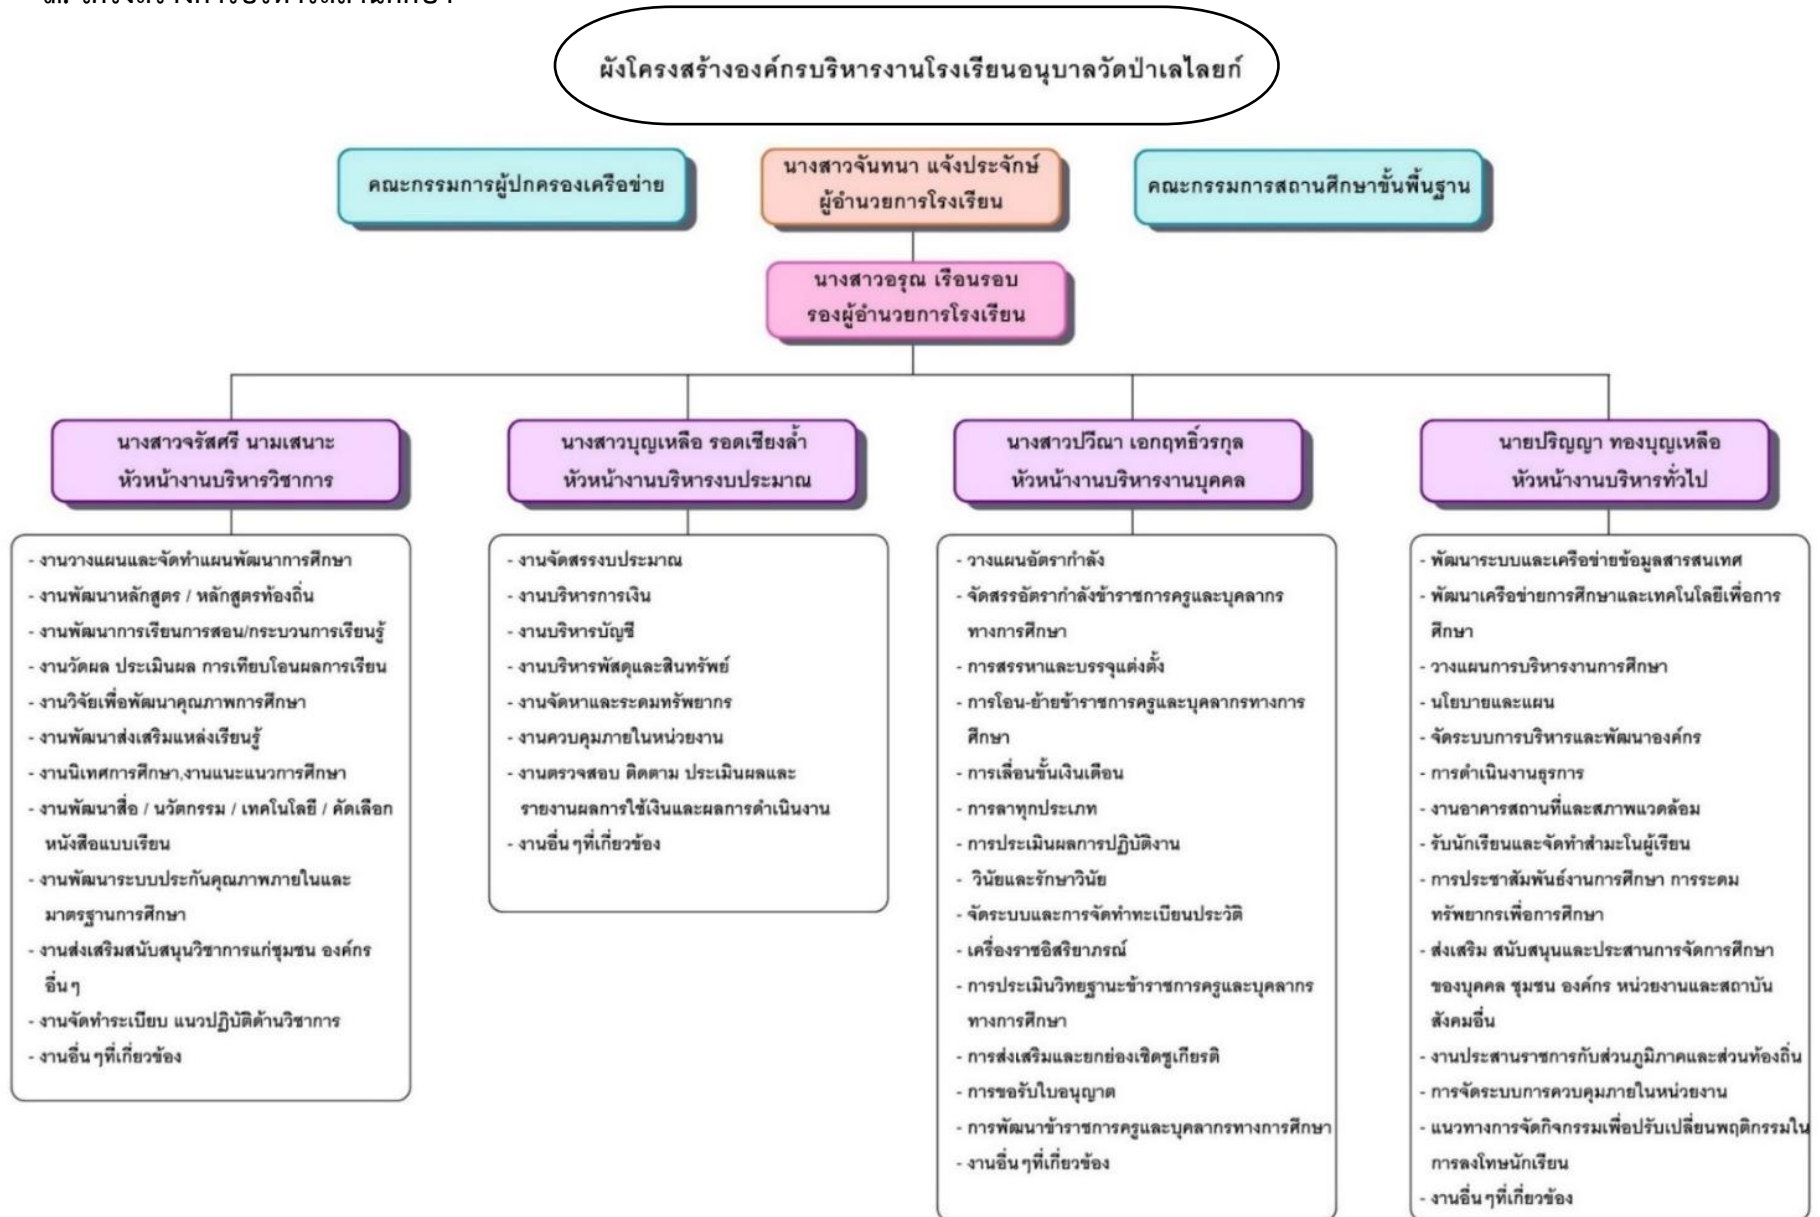 ๓. โครงสร้างการบริหารสถานศึกษา
ผังโครงสร้างองค์กรบริหารงานโรงเรียนอนุบาลวัดป่าเลไลยก์
คณะกรรมการผู้ปกครองเครือข่าย
นางสาวจันทนา แจ้งประจักษ์
ผู้อำนวยการโรงเรียน
คณะกรรมการสถานศึกษาขั้นพื้นฐาน
นางสาวอรุณ เรือนรอบ
รองผู้อำนวยการโรงเรียน
นางสาวจรัสศรี นามเสนาะ
หัวหน้างานบริหารวิชาการ
- งานวางแผนและจัดทำแผนพัฒนาการศึกษา
- งานพัฒนาหลักสูตร / หลักสูตรท้องถิ่น
- งานพัฒนาการเรียนการสอน/กระบวนการเรียนรู้
- งานวัดผล ประเมินผล การเทียบโอนผลการเรียน
- งานวิจัยเพื่อพัฒนาคุณภาพการศึกษา
- งานพัฒนาส่งเสริมแหล่งเรียนรู้
- งานนิเทศการศึกษา,งานแนะแนวการศึกษา
- งานพัฒนาสื่อ / นวัตกรรม / เทคโนโลยี / คัดเลือก
หนังสือแบบเรียน
- งานพัฒนาระบบประกันคุณภาพภายในและ
มาตรฐานการศึกษา
- งานส่งเสริมสนับสนุนวิชาการแก่ชุมชน องค์กร
อื่นๆ
- งานจัดทำระเบียบ แนวปฏิบัติด้านวิชาการ
- งานอื่นๆที่เกี่ยวข้อง
นางสาวบุญเหลือ รอดเชียงล้ำ
หัวหน้างานบริหารงบประมาณ
- งานจัดสรรงบประมาณ
- งานบริหารการเงิน
- งานบริหารบัญชี
- งานบริหารพัสดุและสินทรัพย์
- งานจัดหาและระดมทรัพยากร
- งานควบคุมภายในหน่วยงาน
- งานตรวจสอบ ติดตาม ประเมินผลและ
รายงานผลการใช้เงินและผลการดำเนินงาน
- งานอื่นๆที่เกี่ยวข้อง
นางสาวปวีณา เอกฤทธิ์วรกุล
หัวหน้างานบริหารงานบุคคล
- วางแผนอัตรากำลัง
- จัดสรรอัตรากำลังข้าราชการครูและบุคลากร
ทางการศึกษา
- การสรรหาและบรรจุแต่งตั้ง
- การโอน-ย้ายข้าราชการครูและบุคลากรทางการ
ศึกษา
- การเลื่อนขั้นเงินเดือน
- การลาทุกประเภท
- การประเมินผลการปฏิบัติงาน
- วินัยและรักษาวินัย
- จัดระบบและการจัดทำทะเบียนประวัติ
- เครื่องราชอิสริยาภรณ์
- การประเมินวิทยฐานะข้าราชการครูและบุคลากร
ทางการศึกษา
- การส่งเสริมและยกย่องเชิดชูเกียรติ
- การขอรับใบอนุญาต
- การพัฒนาข้าราชการครูและบุคลากรทางการศึกษา
- งานอื่นๆที่เกี่ยวข้อง
นายปริญญา ทองบุญเหลือ
หัวหน้างานบริหารทั่วไป
- พัฒนาระบบและเครือข่ายข้อมูลสารสนเทศ
- พัฒนาเครือข่ายการศึกษาและเทคโนโลยีเพื่อการ
ศึกษา
- วางแผนการบริหารงานการศึกษา
- นโยบายและแผน
- จัดระบบการบริหารและพัฒนาองค์กร
- การดำเนินงานธุรการ
- งานอาคารสถานที่และสภาพแวดล้อม
- รับนักเรียนและจัดทำสำมะโนผู้เรียน
- การประชาสัมพันธ์งานการศึกษา การระดม
ทรัพยากรเพื่อการศึกษา
- ส่งเสริม สนับสนุนและประสานการจัดการศึกษา
ของบุคคล ชุมชน องค์กร หน่วยงานและสถาบัน
สังคมอื่น
- งานประสานราชการกับส่วนภูมิภาคและส่วนท้องถิ่น
- การจัดระบบการควบคุมภายในหน่วยงาน
- แนวทางการจัดกิจกรรมเพื่อปรับเปลี่ยนพฤติกรรมใน
การลงโทษนักเรียน
- งานอื่นๆที่เกี่ยวข้อง